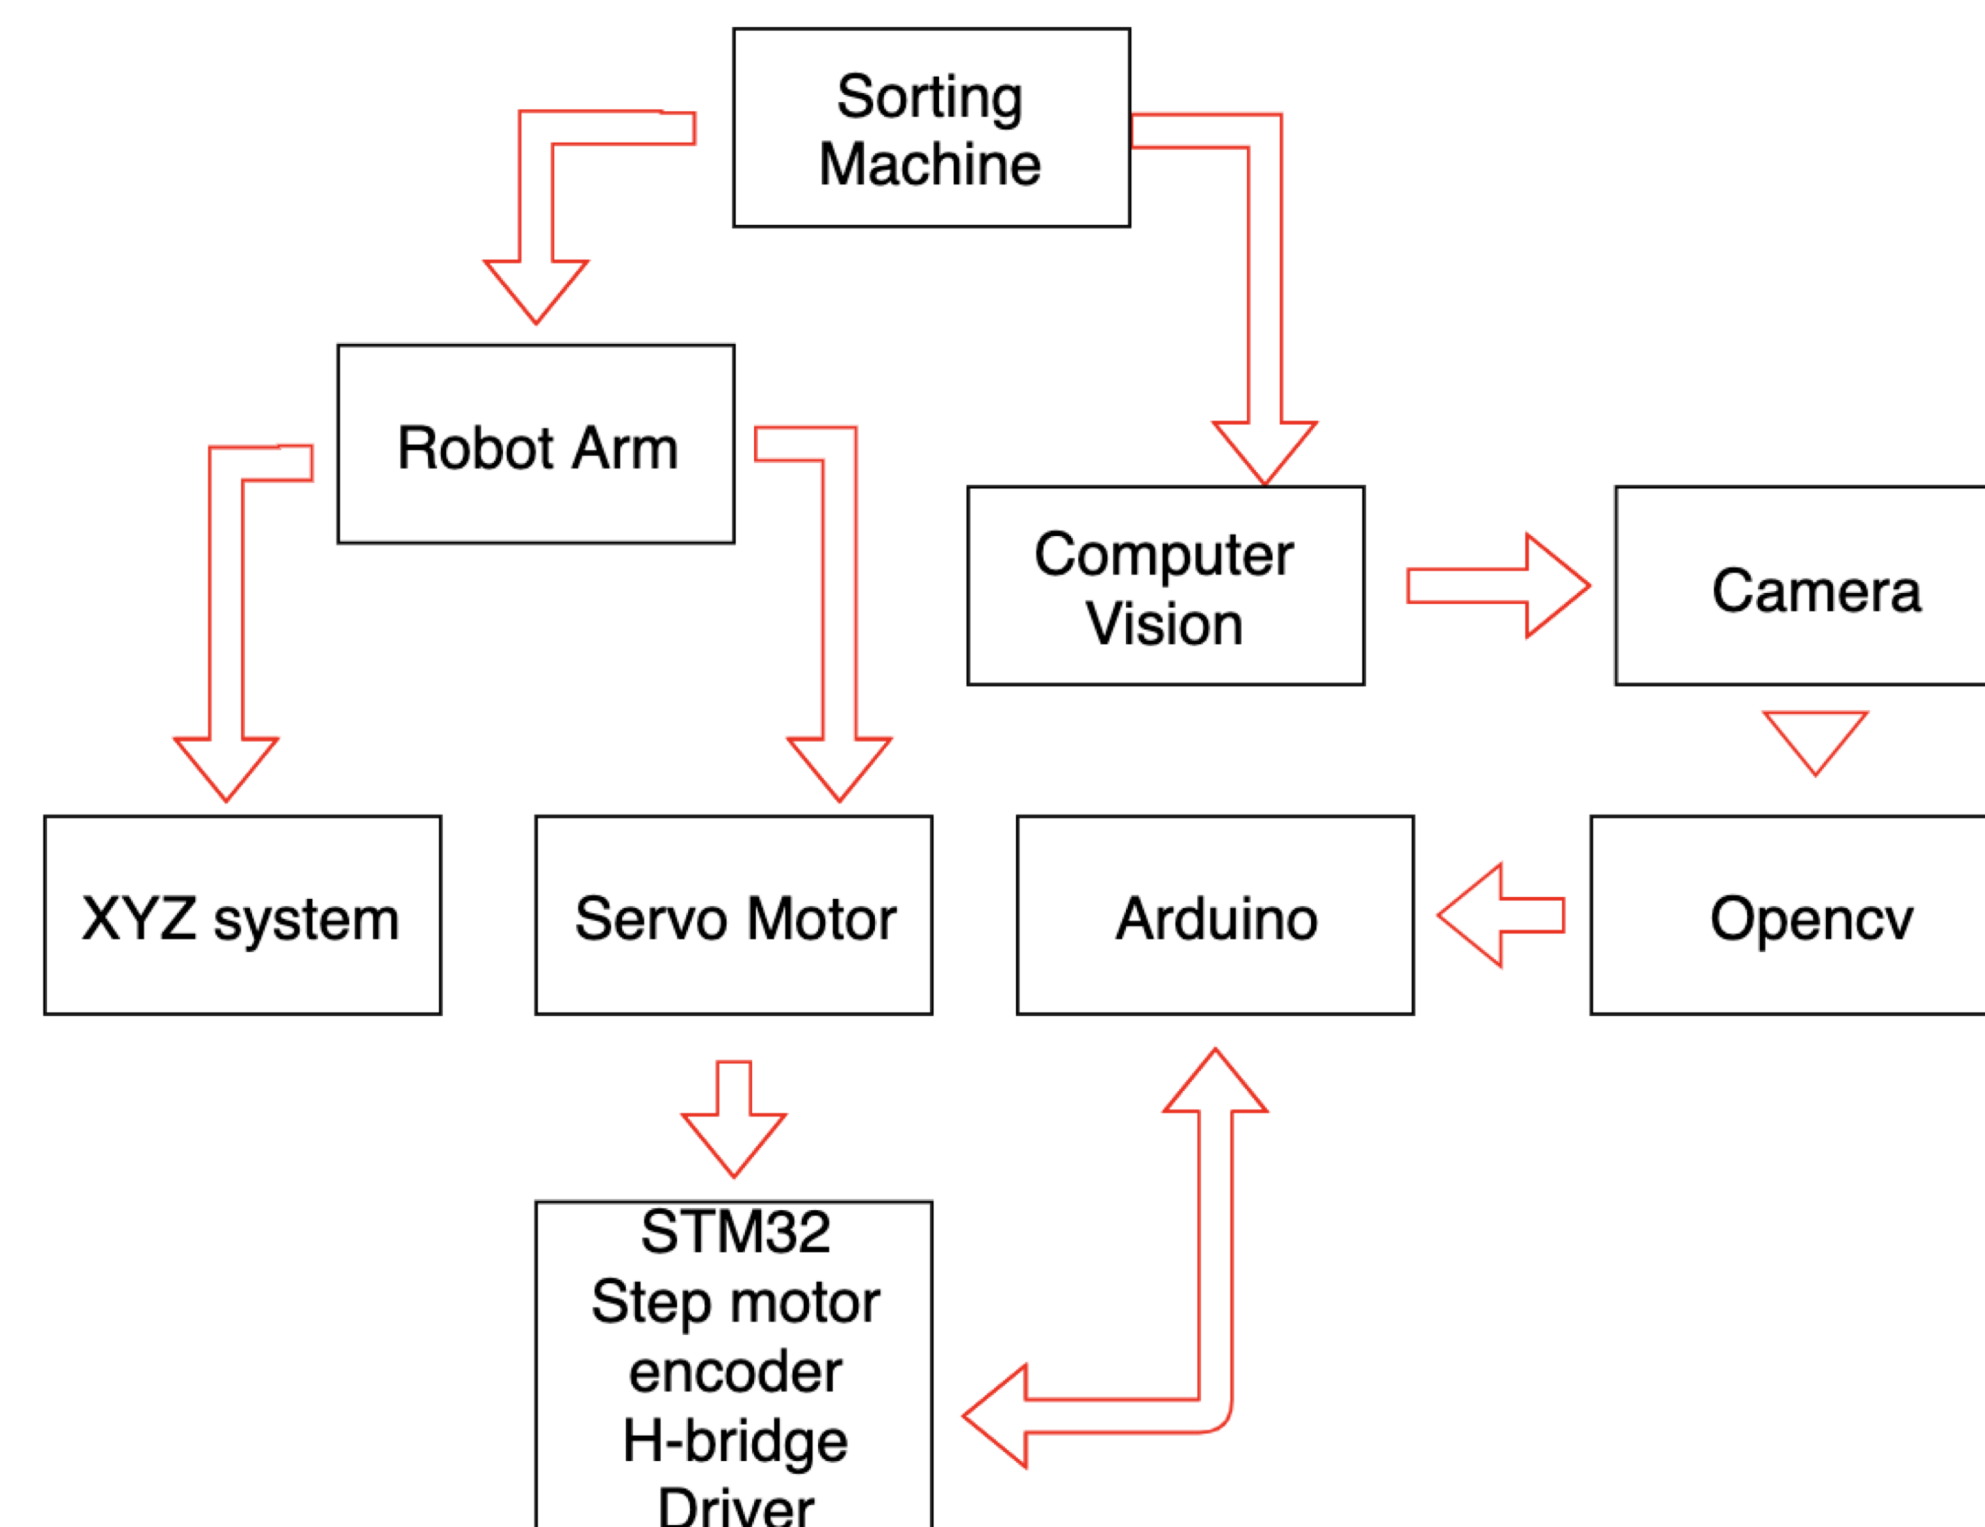 Sorting
Machine
Robot Arm
Computer
Vision
Camera
XYZ system
Servo Motor
Arduino
Opencv
STM32
Step motor
encoder
H-bridge
Driver